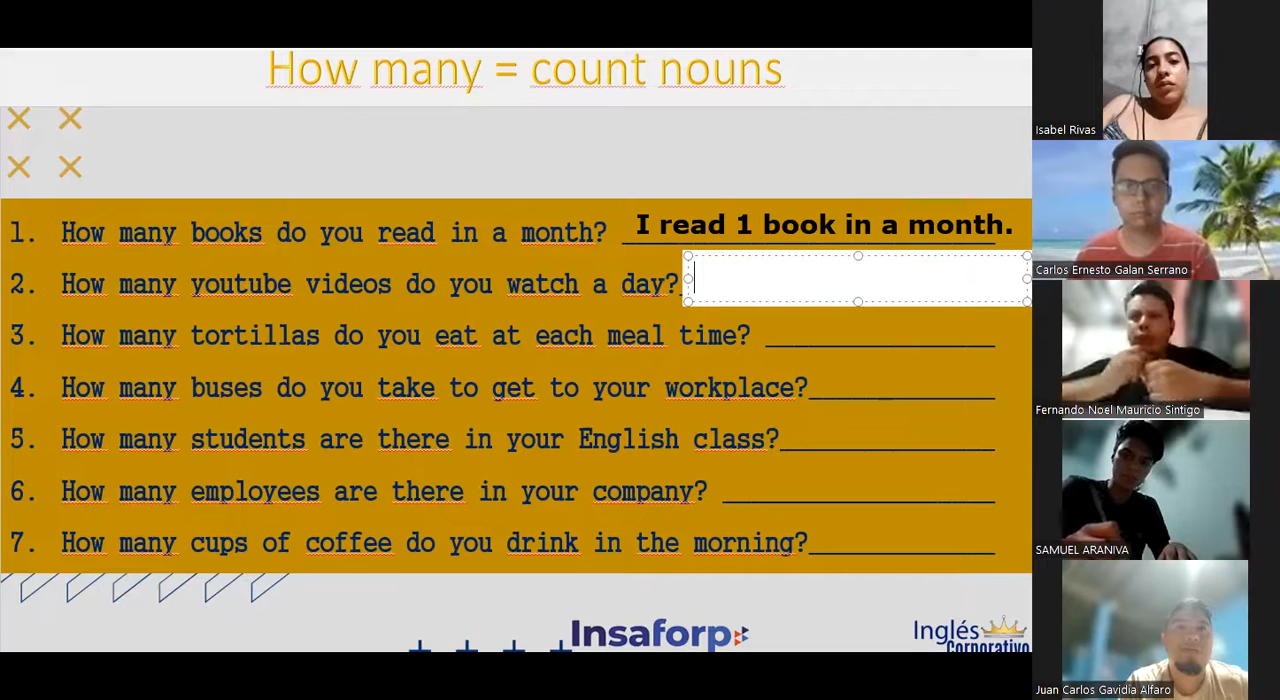 How many = count nouns
1. How many books do you read in a month? I read 1 book in a month.
2. How many youtube videos do you watch a day?
3. How many tortillas do you eat at each meal time?
4. How many buses do you take to get to your workplace?
5. How many students are there in your English class?
6. How many employees are there in your company?
7. How many cups of coffee do you drink in the morning?
Insaforp
Inglés
Corporativo
Isabel Rivas
Carlos Ernesto Galan Serrano
Fernando Noel Mauricio Sintigo
SAMUEL ARANIVA
Juan Carlos Gavidia Alfaro